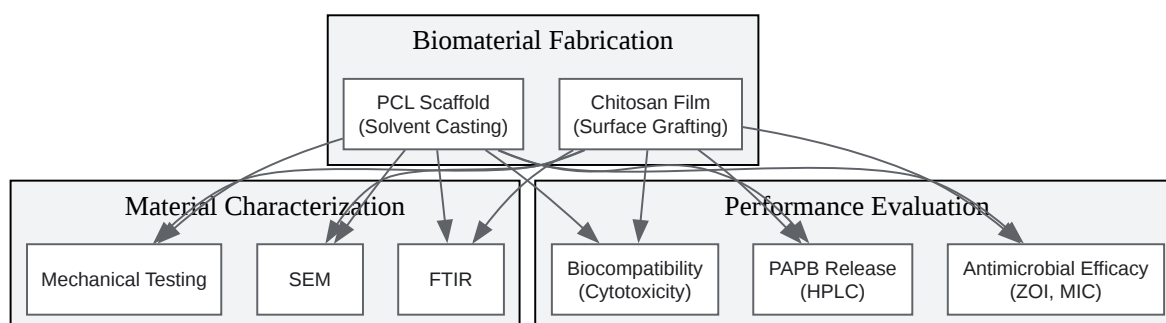 Biomaterial Fabrication
PCL Scaffold
(Solvent Casting)
Chitosan Film
(Surface Grafting)
Material Characterization
Mechanical Testing
SEM
FTIR
Performance Evaluation
Biocompatibility
(Cytotoxicity)
PAPB Release
(HPLC)
Antimicrobial Efficacy
(ZOI, MIC)